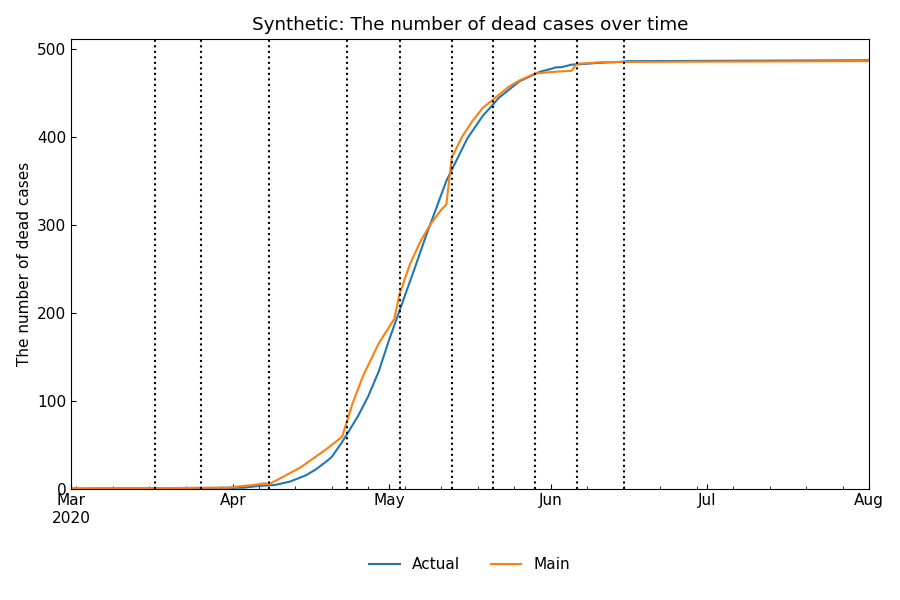 Synthetic: The number of dead cases over time
The number of dead cases
500
400
300
200
100
0
Mar Apr May Jun Jul Aug
2020
Actual Main